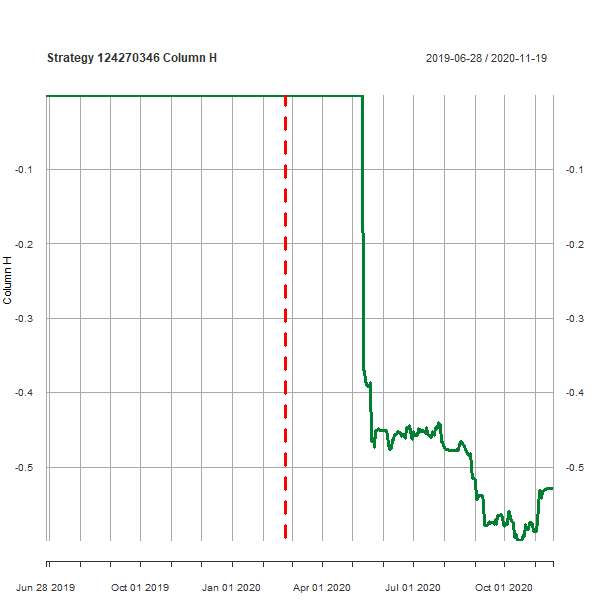 Strategy 124270346 Column H
2019-06-28 / 2020-11-19
-0.1
-0.1
-0.2
-0.2
-0.3
-0.3
-0.4
-0.4
-0.5
-0.5
Column H
Jun 28 2019
Oct 01 2019
Jan 01 2020
Apr 01 2020
Jul 01 2020
Oct 01 2020